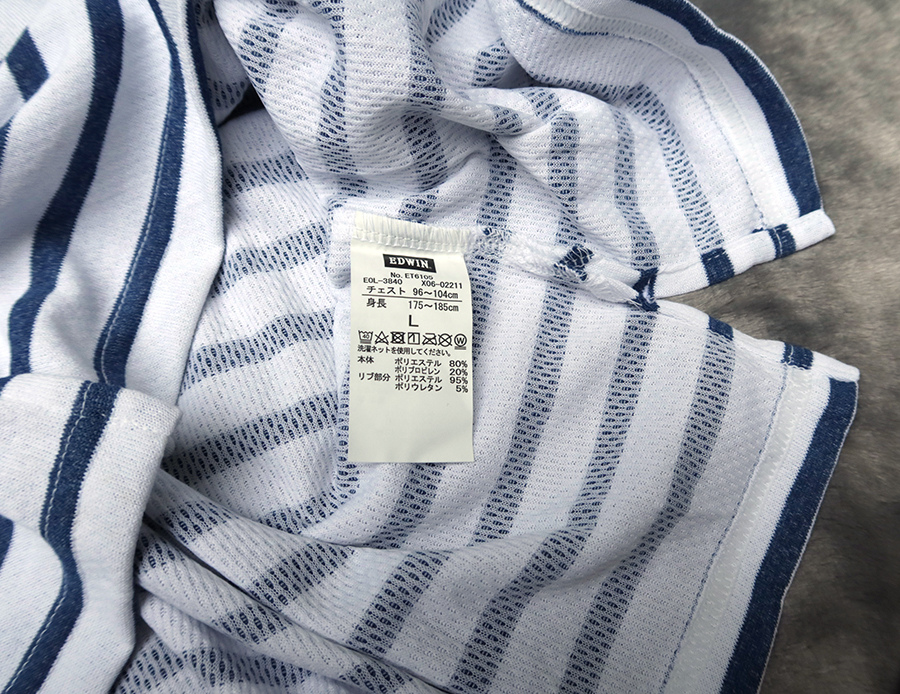 EDWIN
No. ET6105
EOL-3840 X06-02211
チェスト 96～104cm
身長 175～185cm
L
洗濯ネットを使用してください。
本体 ポリエステル 80%
ポリプロピレン 20%
リブ部分 ポリエステル 95%
ポリウレタン 5%